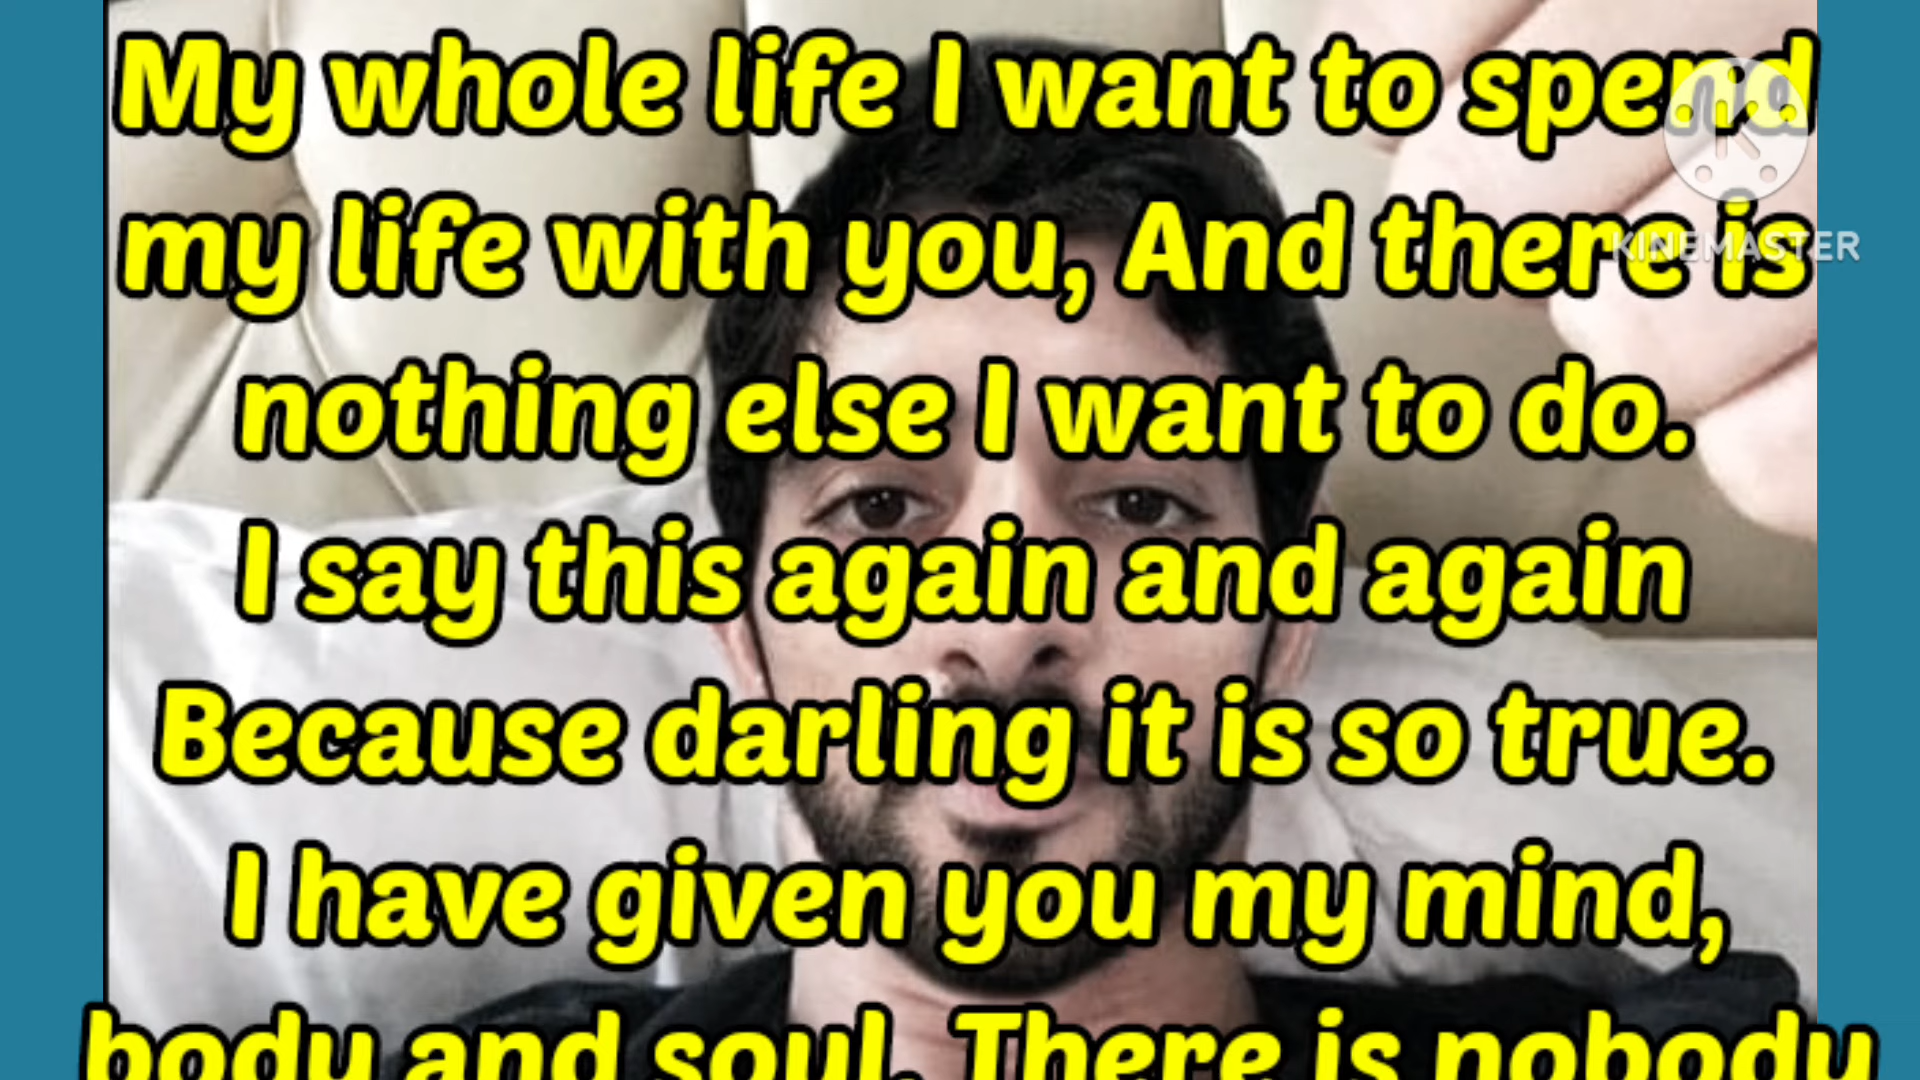 My whole life I want to spend
my life with you, And there is
nothing else I want to do.
I say this again and again
Because darling it is so true.
I have given you my mind,
body and soul. There is nobody
KINEMASTER